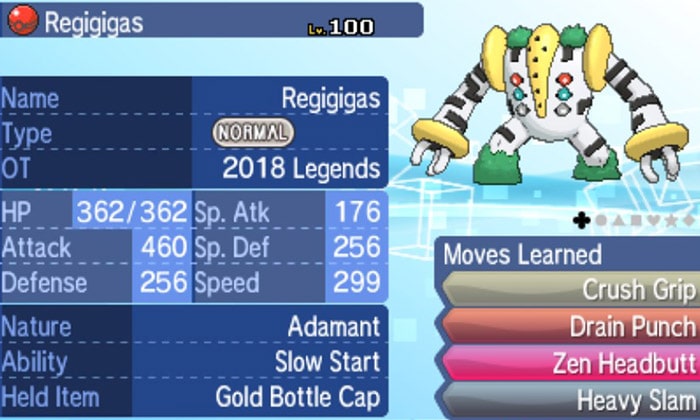 Regigigas Lv.100
Name Regigigas
Type NORMAL
OT 2018 Legends
HP 362/362 Sp. Atk 176
Attack 460 Sp. Def 256
Defense 256 Speed 299
Nature Adamant
Ability Slow Start
Held Item Gold Bottle Cap
Moves Learned
Crush Grip
Drain Punch
Zen Headbutt
Heavy Slam